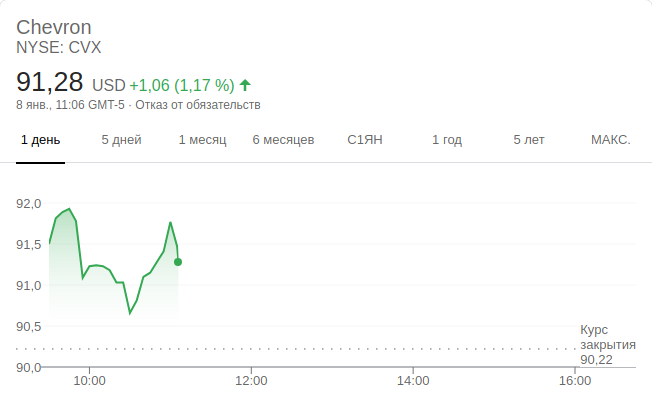 Chevron
NYSE: CVX
91,28 USD +1,06 (1,17 %)
8 янв., 11:06 GMT-5 · Отказ от обязательств
1 день 5 дней 1 месяц 6 месяцев С1ЯН 1 год 5 лет МАКС.
92,0
91,5
91,0
90,5
Курс
закрытия
90,22
90,0
10:00 12:00 14:00 16:00